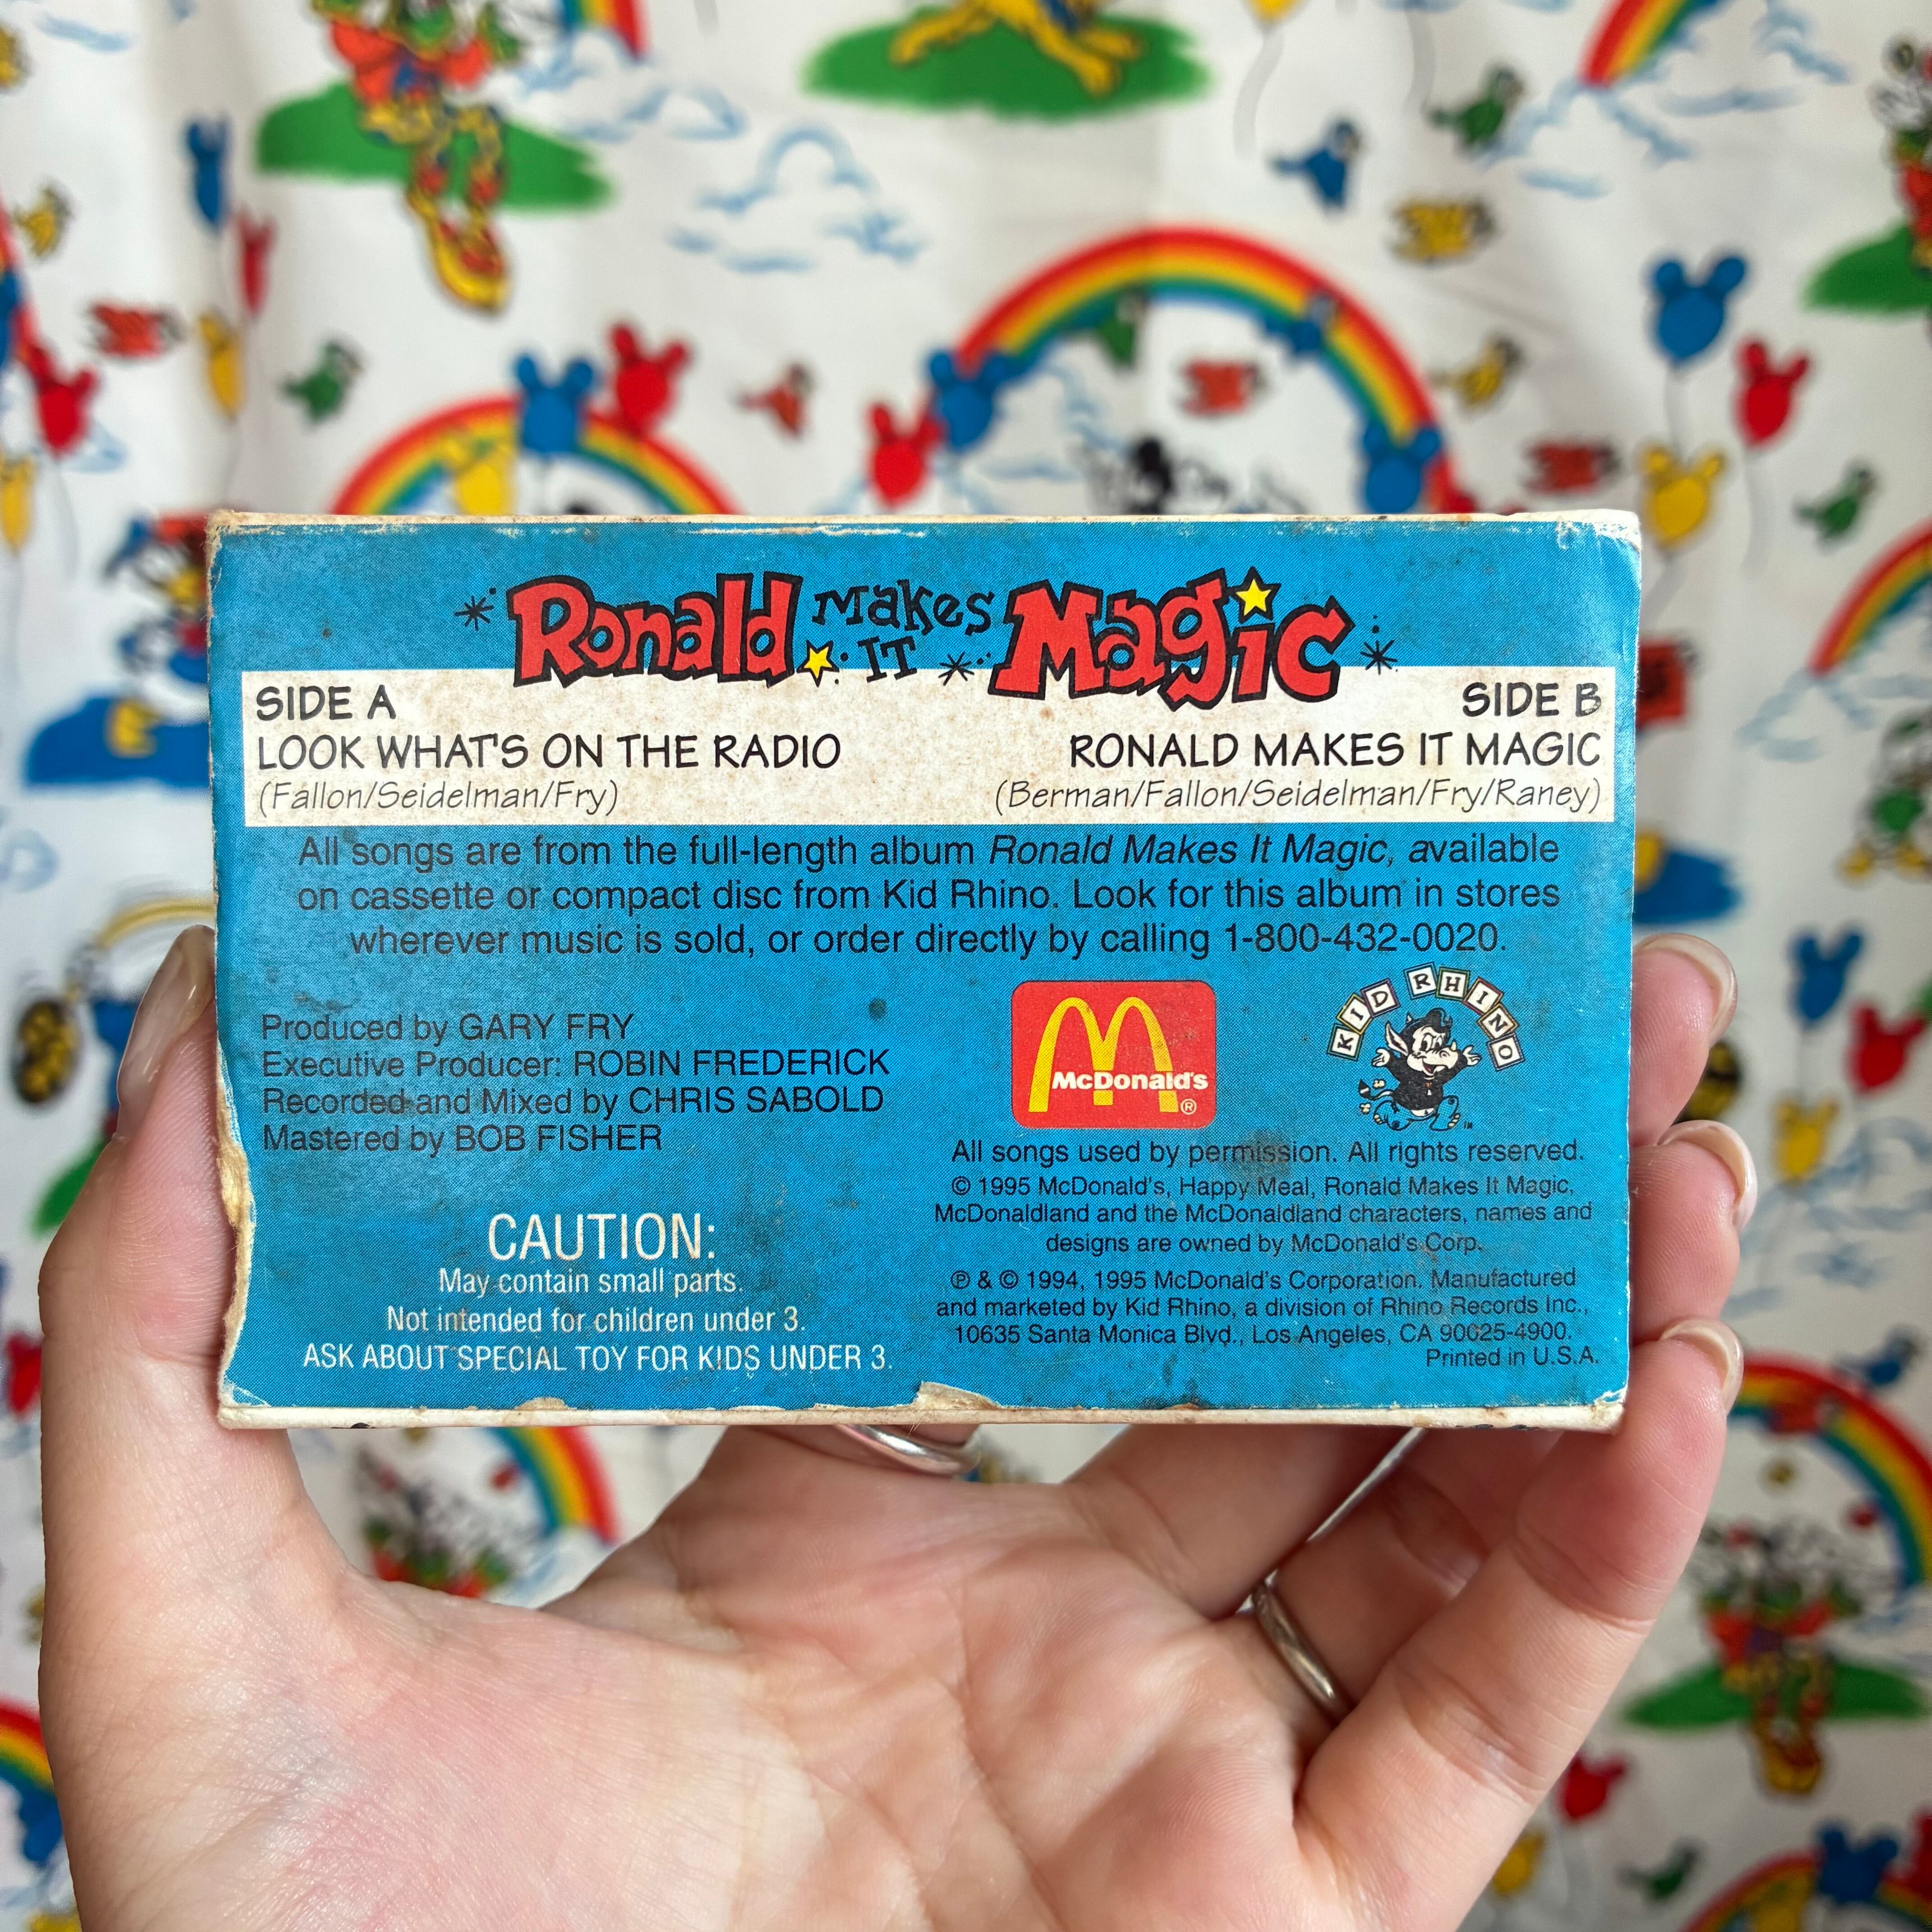 Ronald Makes It Magic
SIDE A
LOOK WHAT'S ON THE RADIO
(Fallon/Seidelman/Fry)
SIDE B
RONALD MAKES IT MAGIC
(Berman/Fallon/Seidelman/Fry/Raney)
All songs are from the full-length album Ronald Makes It Magic, available
on cassette or compact disc from Kid Rhino. Look for this album in stores
wherever music is sold, or order directly by calling 1-800-432-0020.
Produced by GARY FRY
Executive Producer: ROBIN FREDERICK
Recorded and Mixed by CHRIS SABOLD
Mastered by BOB FISHER
CAUTION:
May contain small parts.
Not intended for children under 3.
ASK ABOUT SPECIAL TOY FOR KIDS UNDER 3.
McDonald's ®
KID RHINO
TM
All songs used by permission. All rights reserved.
© 1995 McDonald's, Happy Meal, Ronald Makes It Magic,
McDonaldland and the McDonaldland characters, names and
designs are owned by McDonald's Corp.
℗ & © 1994, 1995 McDonald's Corporation. Manufactured
and marketed by Kid Rhino, a division of Rhino Records Inc.,
10635 Santa Monica Blvd., Los Angeles, CA 90025-4900.
Printed in U.S.A.